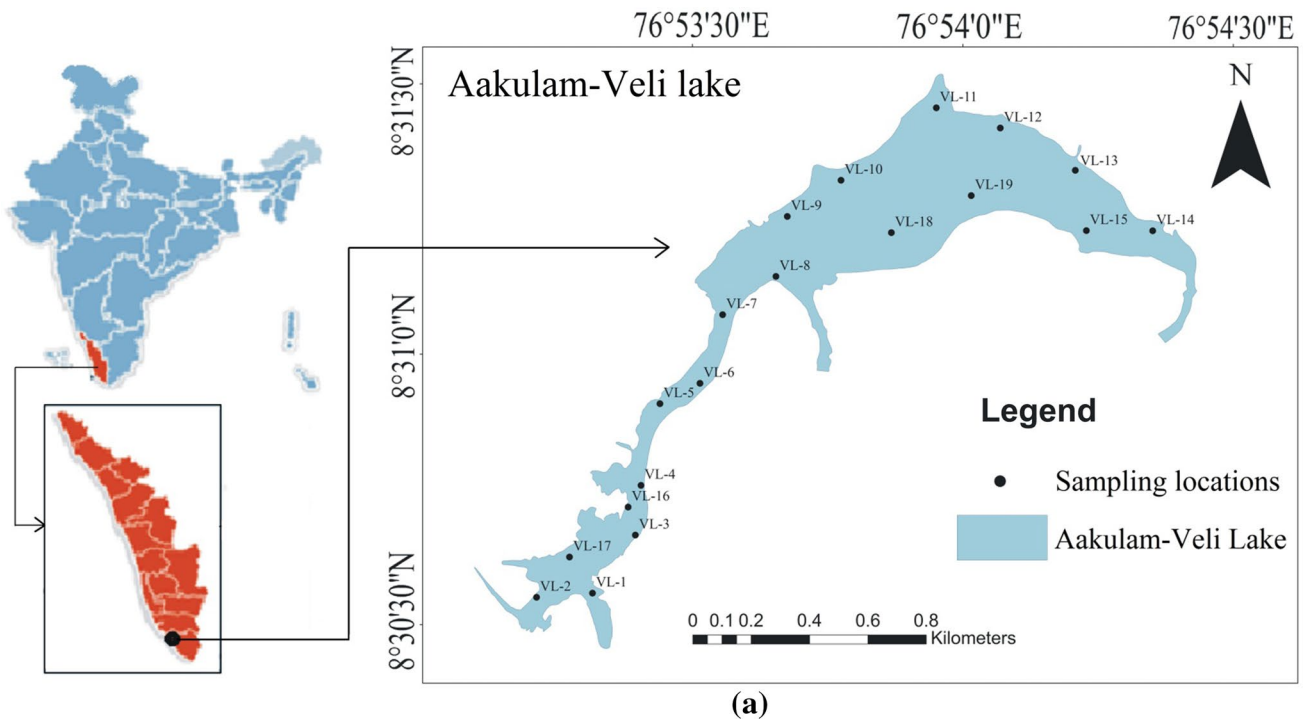 76°53'30"E
76°54'0"E
76°54'30"E
Aakulam-Veli lake
N
8°31'30"N
VL-11
VL-12
VL-13
VL-10
VL-19
VL-9
VL-18
VL-15
VL-14
VL-8
VL-7
8°31'0"N
VL-6
VL-5
Legend
VL-4
Sampling locations
VL-16
VL-3
Aakulam-Veli Lake
VL-17
VL-2
VL-1
8°30'30"N
0 0.1 0.2 0.4 0.6 0.8
Kilometers
(a)